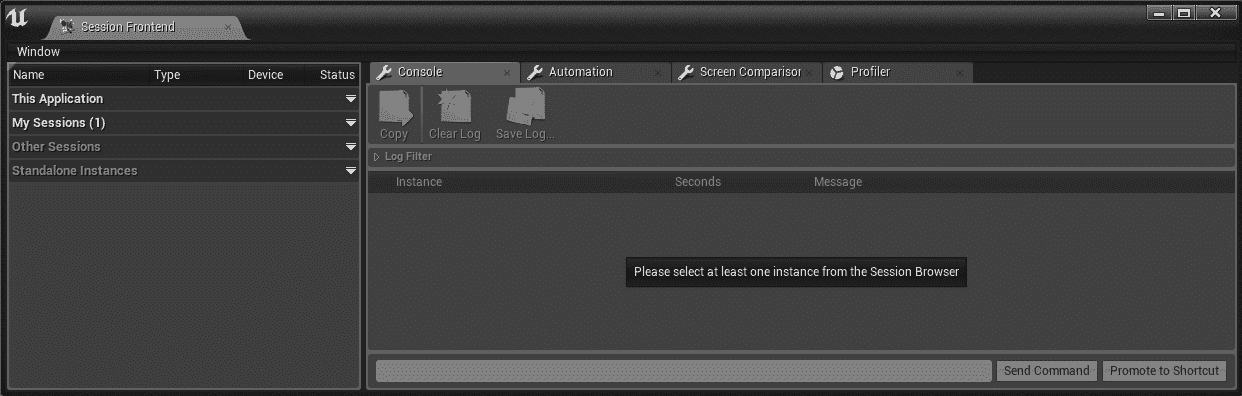 Session Frontend
Window
Name Type Device Status
This Application
My Sessions (1)
Other Sessions
Standalone Instances
Console Automation Screen Comparison Profiler
Copy Clear Log Save Log...
Log Filter
Instance Seconds Message
Please select at least one instance from the Session Browser
Send Command Promote to Shortcut